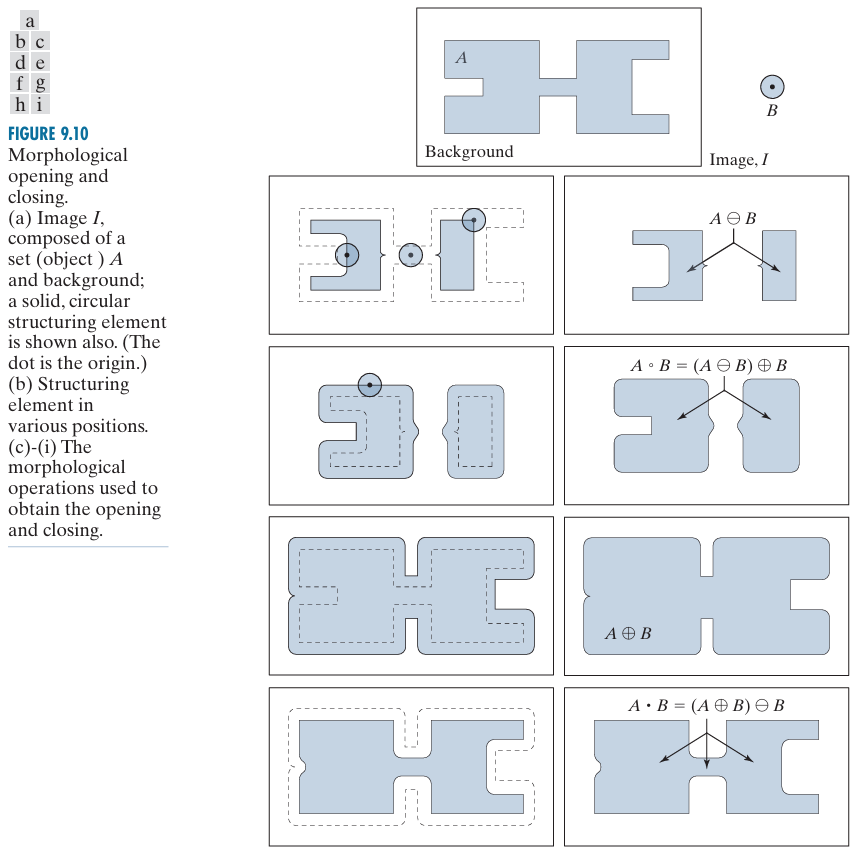 a
b c
d e
f g
h i
FIGURE 9.10
Morphological
opening and
closing.
(a) Image I,
composed of a
set (object ) A
and background;
a solid, circular
structuring element
is shown also. (The
dot is the origin.)
(b) Structuring
element in
various positions.
(c)-(i) The
morphological
operations used to
obtain the opening
and closing.
A
B
Background
Image, I
A ⊖ B
A ∘ B = (A ⊖ B) ⊕ B
A ⊕ B
A • B = (A ⊕ B) ⊖ B